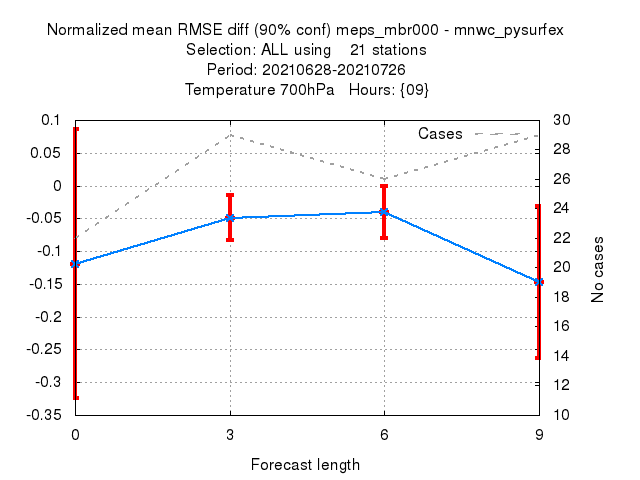 Normalized mean RMSE diff (90% conf) meps_mbr000 - mnwc_pysurfex
Selection: ALL using    21 stations
Period: 20210628-20210726
Temperature 700hPa   Hours: {09}
Cases
0.1
0.05
0
-0.05
-0.1
-0.15
-0.2
-0.25
-0.3
-0.35
30
28
26
24
22
20
18
16
14
12
10
No cases
0 3 6 9
Forecast length